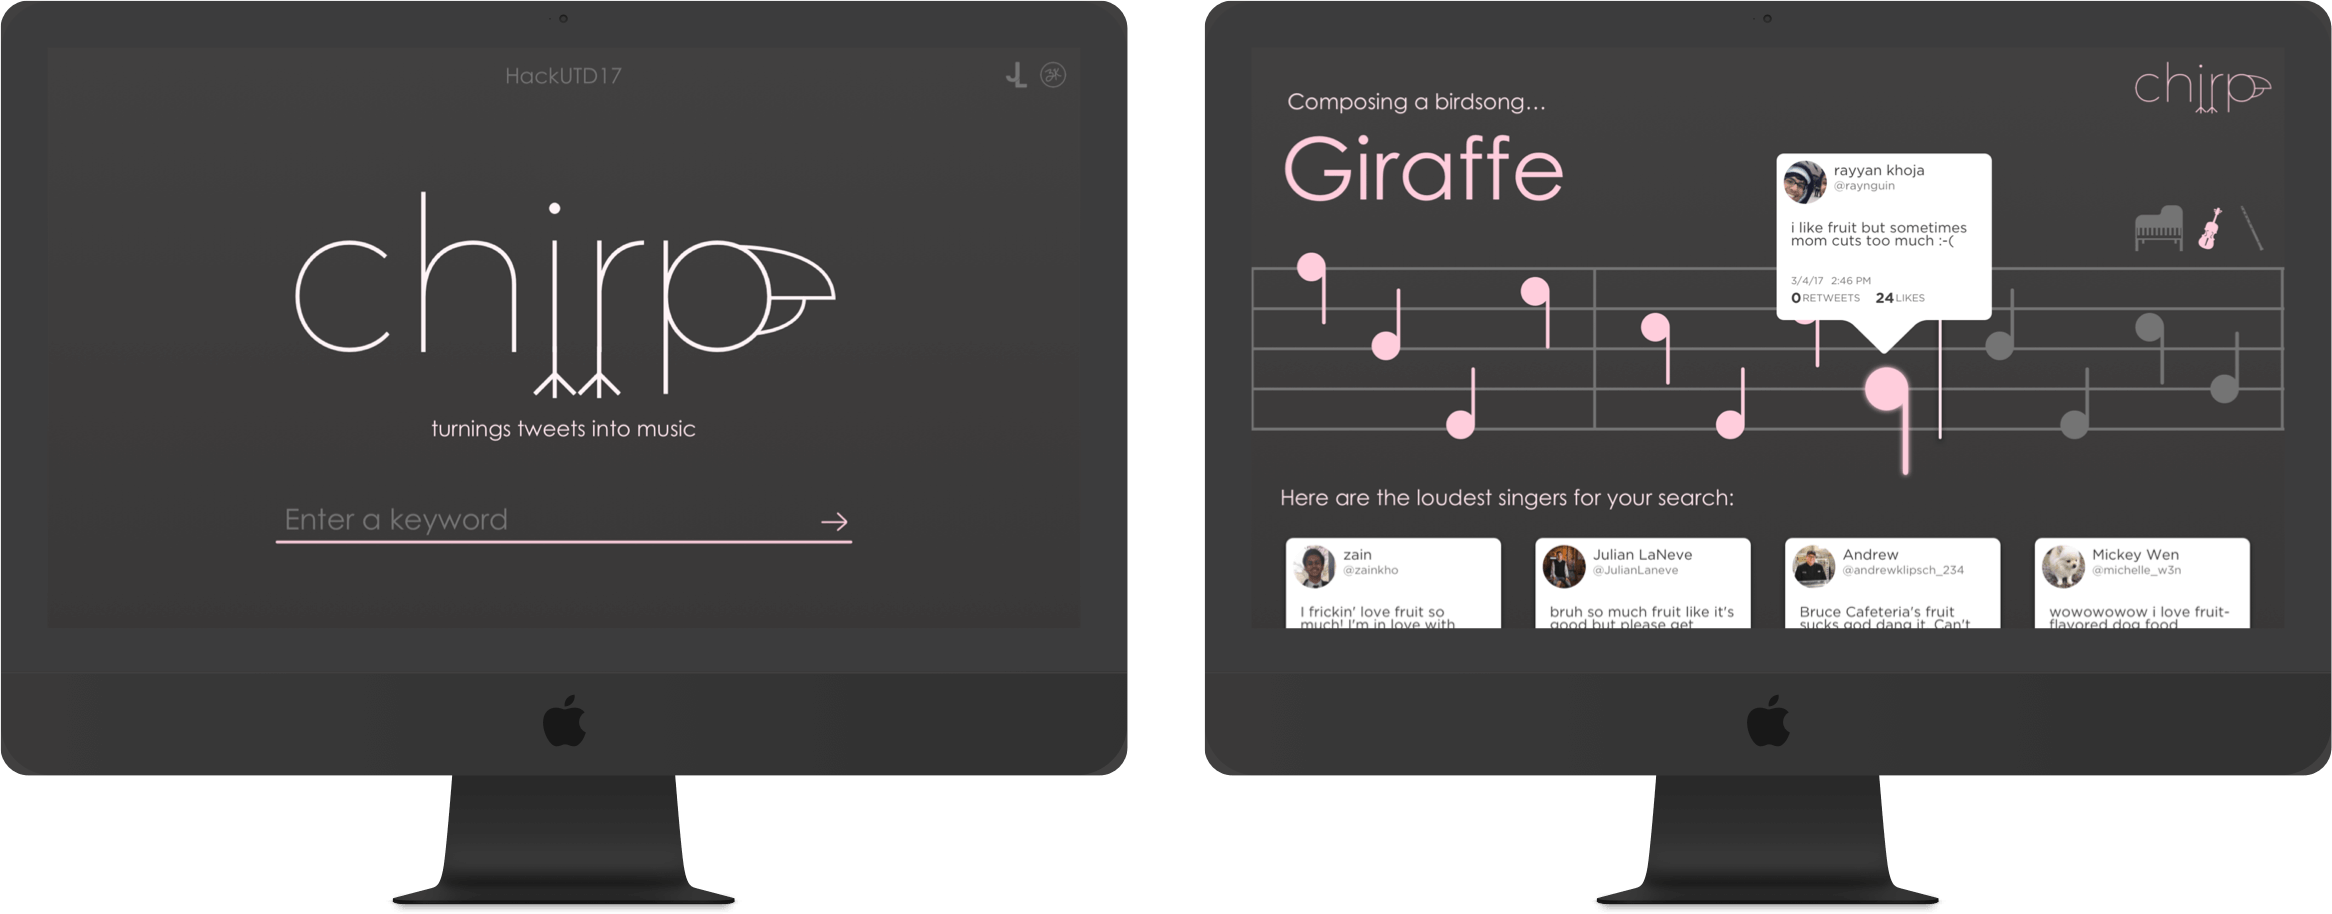 HackUTD17
JL
chirp
turnings tweets into music
Enter a keyword
chirp
Composing a birdsong...
Giraffe
rayyan khoja
@raynguin
i like fruit but sometimes
mom cuts too much :-(
3/4/17 2:46 PM
0 RETWEETS 24 LIKES
Here are the loudest singers for your search:
zain
@zainkho
I frickin' love fruit so
much! I'm in love with
Julian LaNeve
@JulianLaneve
bruh so much fruit like it's
good but please get
Andrew
@andrewklipsch_234
Bruce Cafeteria's fruit
sucks god dang it. Can't
Mickey Wen
@michelle_w3n
wowowowow i love fruit-
flavored dog food